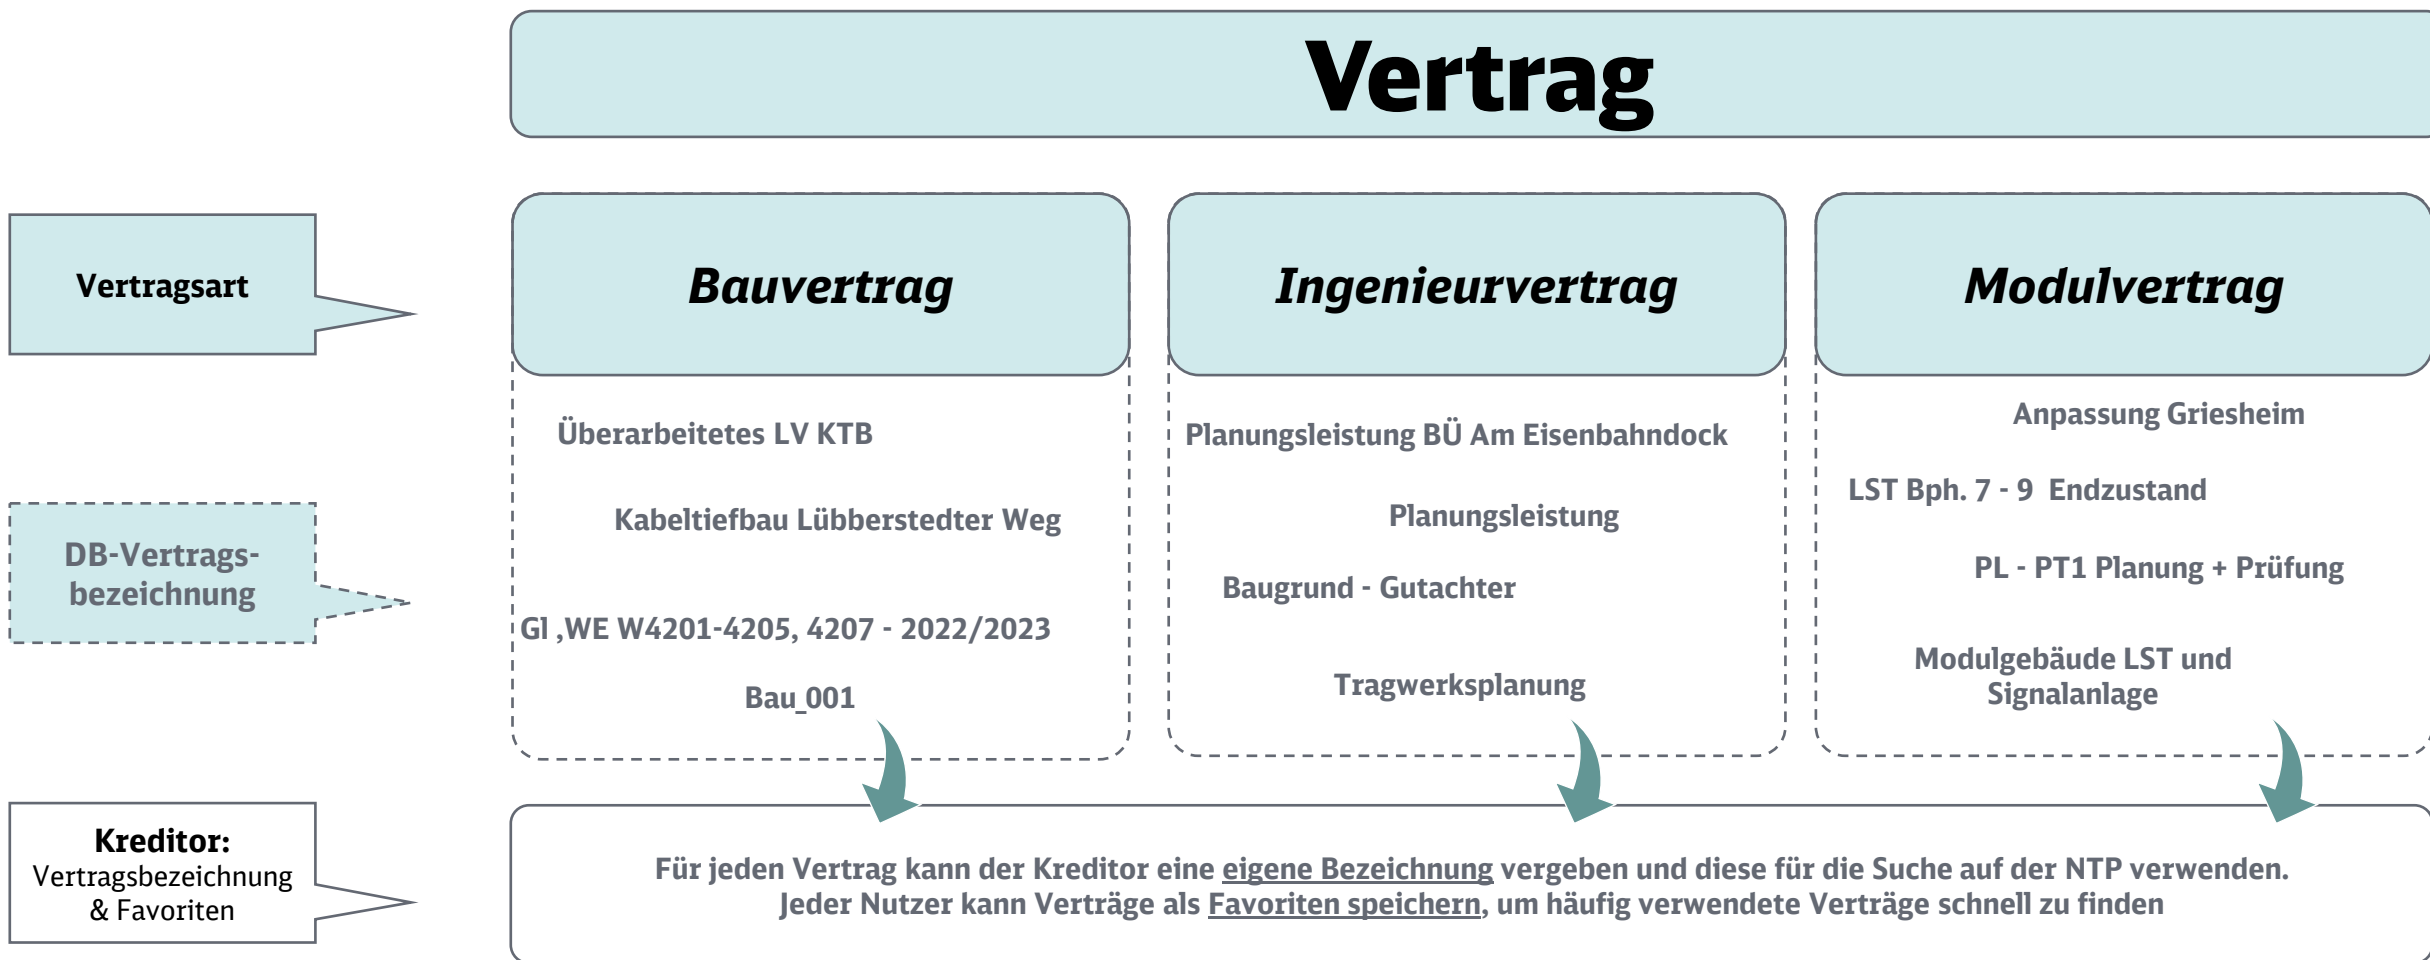 Vertrag
Vertragsart
Bauvertrag
Ingenieurvertrag
Modulvertrag
DB-Vertrags-
bezeichnung
Überarbeitetes LV KTB
Kabeltiefbau Lübberstedter Weg
Gl ,WE W4201-4205, 4207 - 2022/2023
Bau_001
Planungsleistung BÜ Am Eisenbahndock
Planungsleistung
Baugrund - Gutachter
Tragwerksplanung
Anpassung Griesheim
LST Bph. 7 - 9  Endzustand
PL - PT1 Planung + Prüfung
Modulgebäude LST und
Signalanlage
Kreditor:
Vertragsbezeichnung
& Favoriten
Für jeden Vertrag kann der Kreditor eine eigene Bezeichnung vergeben und diese für die Suche auf der NTP verwenden.
Jeder Nutzer kann Verträge als Favoriten speichern, um häufig verwendete Verträge schnell zu finden